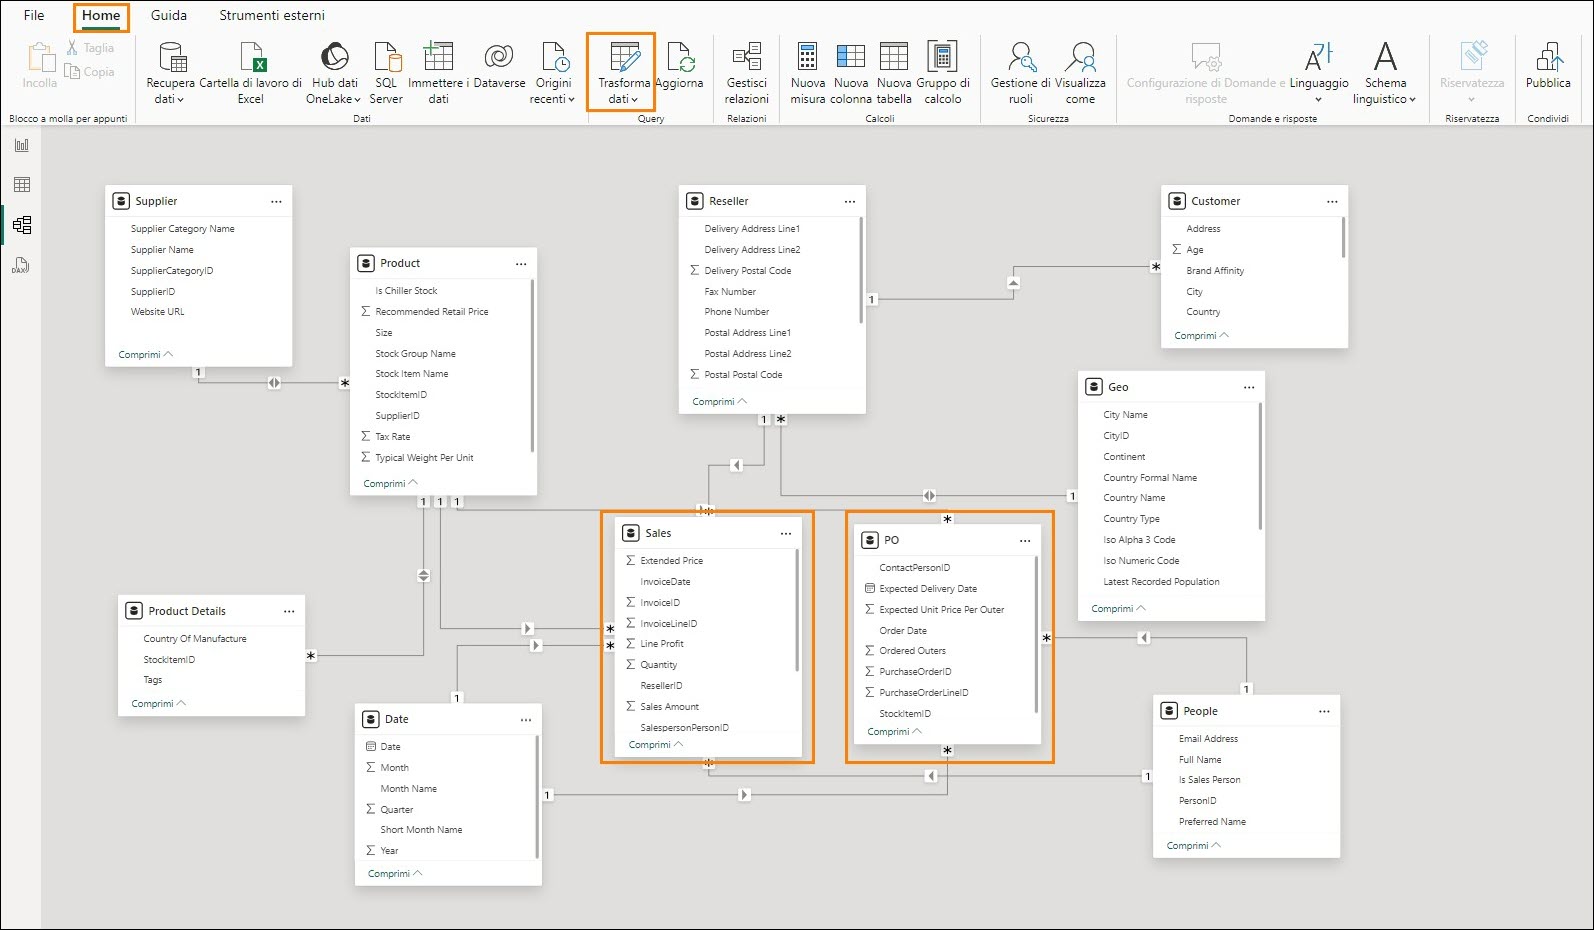 File
Home
Guida
Strumenti esterni
Incolla
Taglia
Copia
Blocco a molla per appunti
Recupera
dati
Cartella di lavoro di
Excel
Hub dati
OneLake
SQL
Server
Immettere i
dati
Dataverse
Origini
recenti
Dati
Trasforma
dati
Aggiorna
Query
Gestisci
relazioni
Relazioni
Nuova
misura
Nuova
colonna
Nuova
tabella
Gruppo di
calcolo
Calcoli
Gestione di
ruoli
Visualizza
come
Sicurezza
Configurazione di Domande e
risposte
Linguaggio
Schema
linguistico
Domande e risposte
Riservatezza
Riservatezza
Pubblica
Condividi
DAX
Supplier
Supplier Category Name
Supplier Name
SupplierCategoryID
SupplierID
Website URL
Comprimi
1
*
Product
Is Chiller Stock
Σ Recommended Retail Price
Size
Stock Group Name
Stock Item Name
StockItemID
SupplierID
Σ Tax Rate
Σ Typical Weight Per Unit
Comprimi
1 1 1
Reseller
Delivery Address Line1
Delivery Address Line2
Σ Delivery Postal Code
Fax Number
Phone Number
Postal Address Line1
Postal Address Line2
Σ Postal Postal Code
Comprimi
1
1 *
Customer
Address
Σ Age
Brand Affinity
City
Country
Comprimi
*
Geo
City Name
CityID
Continent
Country Formal Name
Country Name
Country Type
Iso Alpha 3 Code
Iso Numeric Code
Latest Recorded Population
Comprimi
1
Sales
Σ Extended Price
InvoiceDate
Σ InvoiceID
Σ InvoiceLineID
Σ Line Profit
Σ Quantity
ResellerID
Σ Sales Amount
SalespersonPersonID
Comprimi
*
*
*
PO
ContactPersonID
Expected Delivery Date
Σ Expected Unit Price Per Outer
Order Date
Σ Ordered Outers
Σ PurchaseOrderID
Σ PurchaseOrderLineID
StockItemID
Comprimi
*
*
*
Product Details
Country Of Manufacture
StockItemID
Tags
Comprimi
*
Date
Date
Σ Month
Month Name
Σ Quarter
Short Month Name
Σ Year
Comprimi
1
1
People
Email Address
Full Name
Is Sales Person
PersonID
Preferred Name
Comprimi
1
1